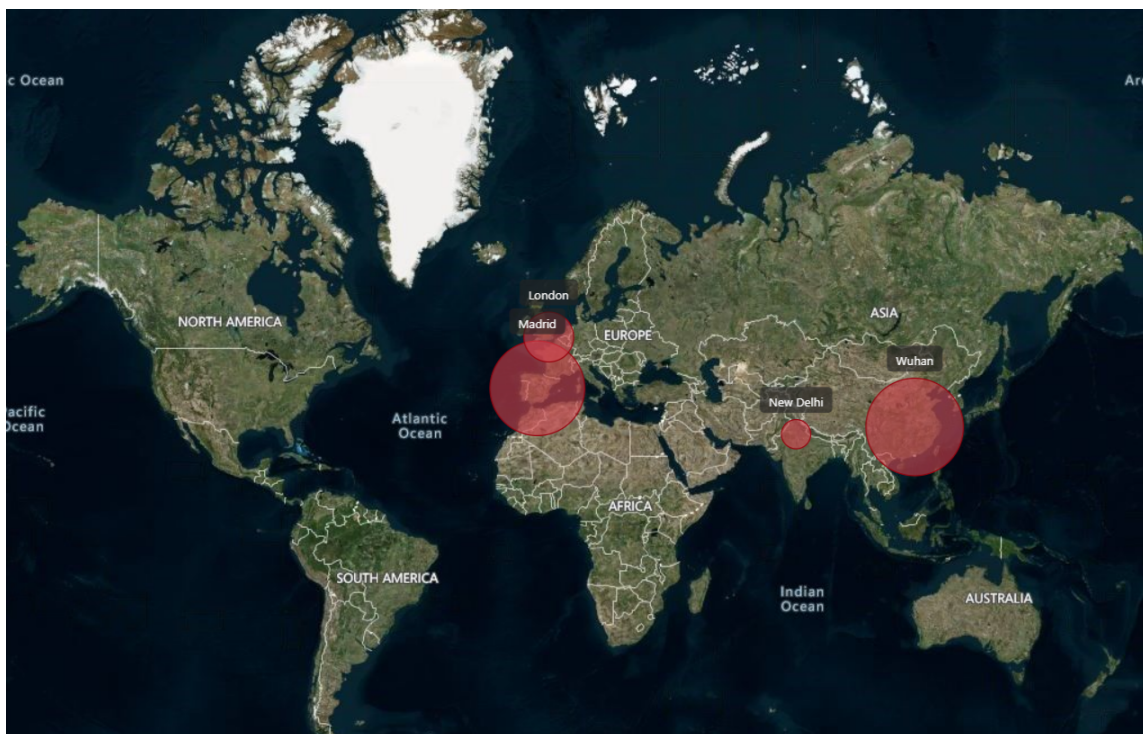 c Ocean
Ar
London
Madrid
NORTH AMERICA
EUROPE
ASIA
Wuhan
New Delhi
acific
Ocean
Atlantic
Ocean
AFRICA
SOUTH AMERICA
Indian
Ocean
AUSTRALIA